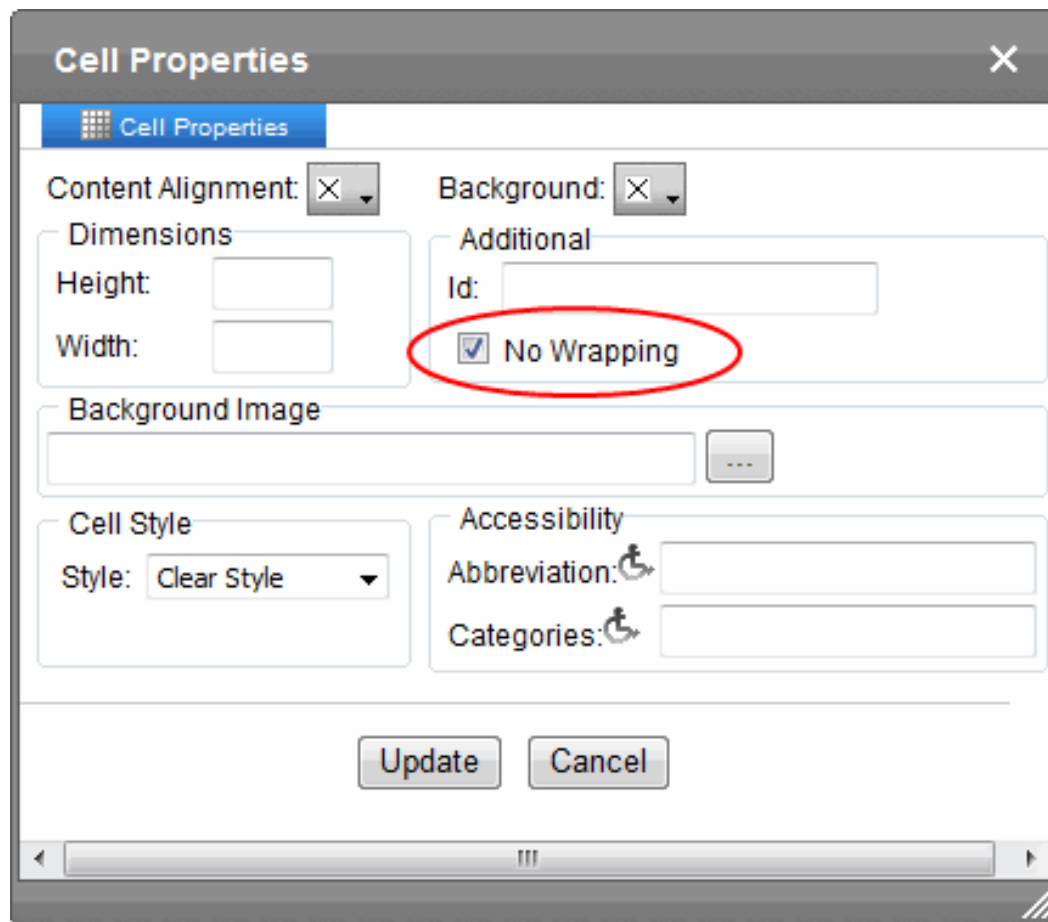 Cell Properties
Cell Properties
Content Alignment: Background:
Dimensions
Height:
Width:
Additional
Id:
No Wrapping
Background Image
...
Cell Style
Style: Clear Style
Accessibility
Abbreviation:
Categories:
Update Cancel